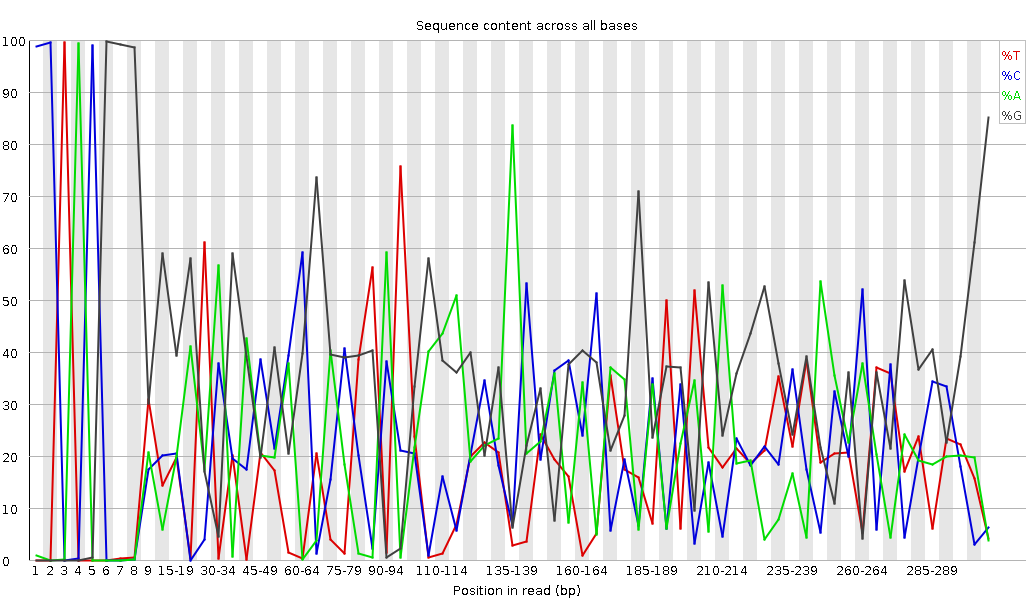 Sequence content across all bases
%T
%C
%A
%G
100
90
80
70
60
50
40
30
20
10
0
1 2 3 4 5 6 7 8 9 15-19 30-34 45-49 60-64 75-79 90-94 110-114 135-139 160-164 185-189 210-214 235-239 260-264 285-289
Position in read (bp)